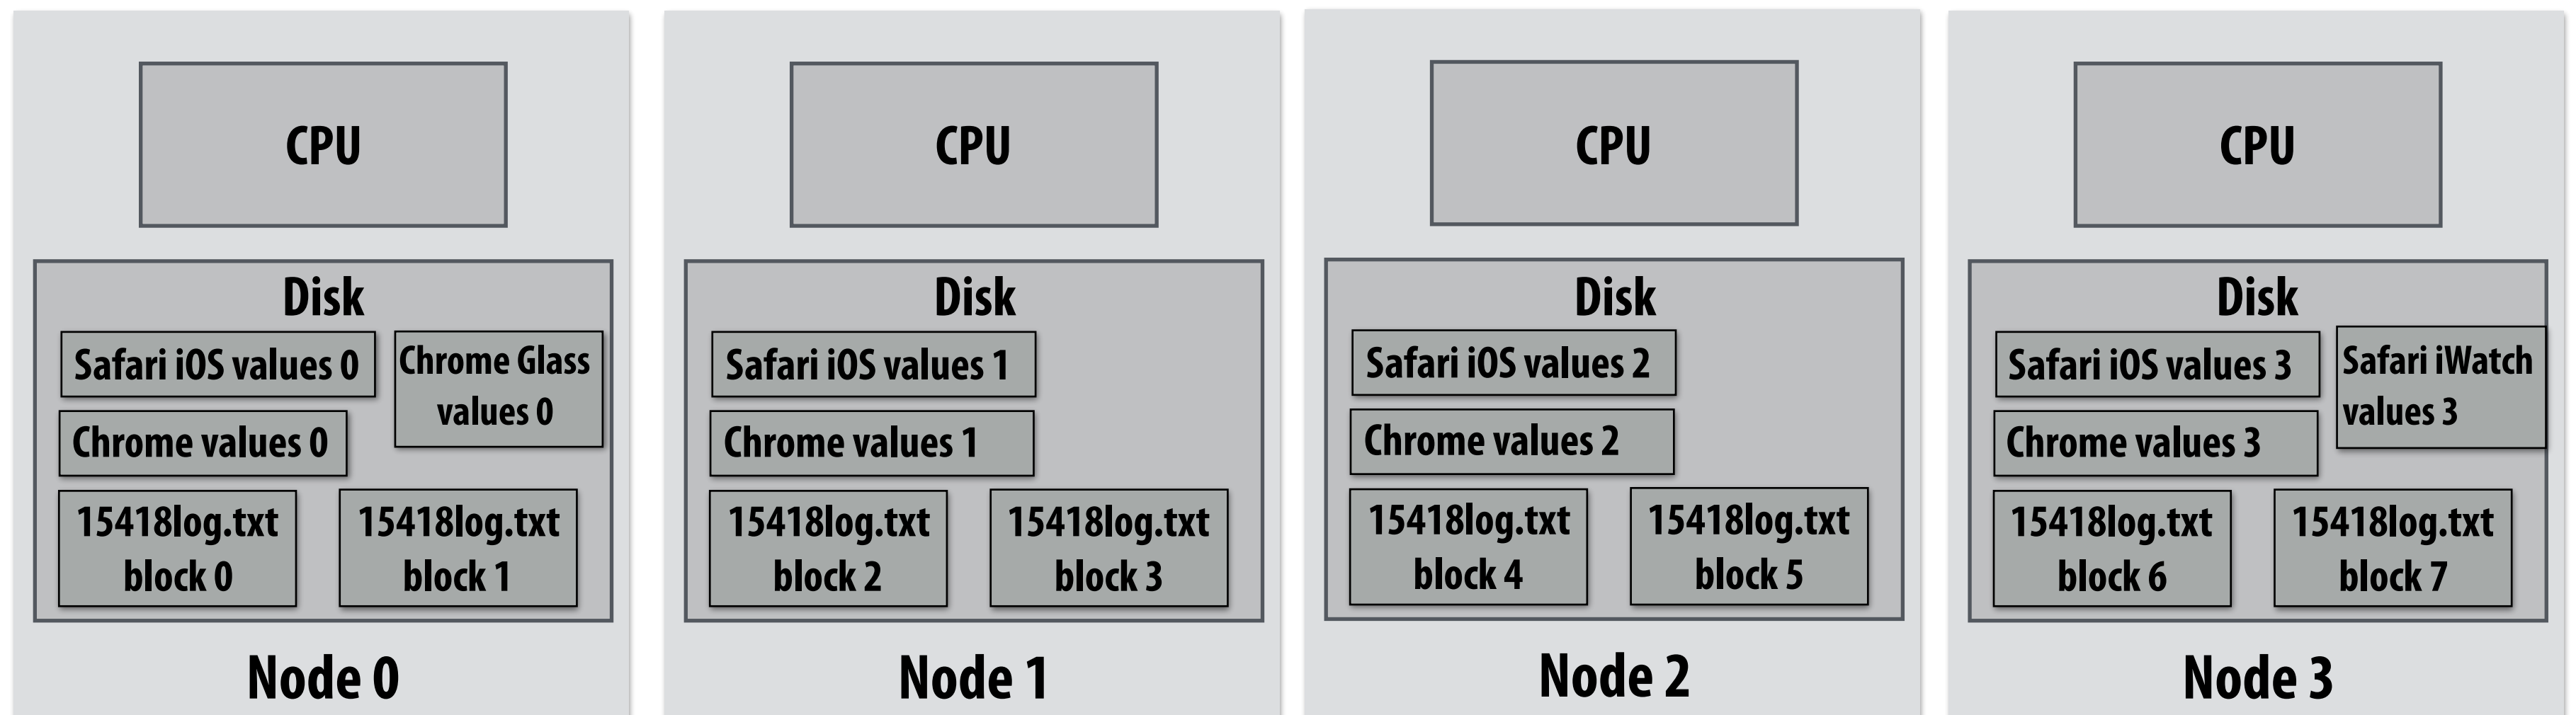 CPU
Disk
Safari iOS values 0
Chrome Glass
values 0
Chrome values 0
15418log.txt
block 0
15418log.txt
block 1
Node 0
CPU
Disk
Safari iOS values 1
Chrome values 1
15418log.txt
block 2
15418log.txt
block 3
Node 1
CPU
Disk
Safari iOS values 2
Chrome values 2
15418log.txt
block 4
15418log.txt
block 5
Node 2
CPU
Disk
Safari iOS values 3
Safari iWatch
values 3
Chrome values 3
15418log.txt
block 6
15418log.txt
block 7
Node 3